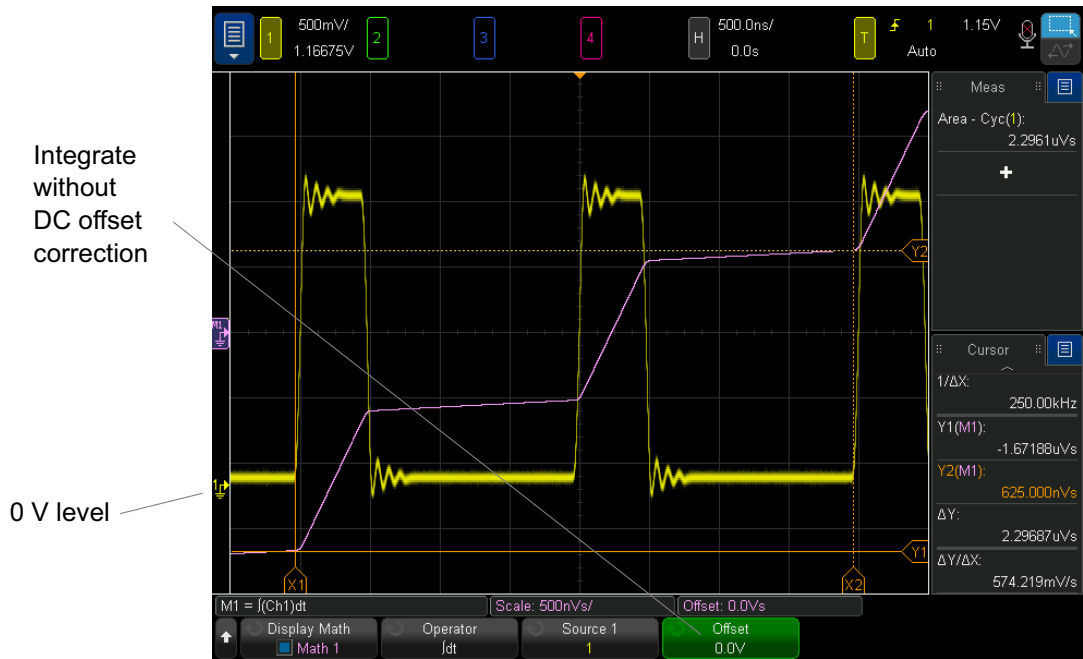 1
500mV/
1.16675V
2
3
4
H
500.0ns/
0.0s
T
1
1.15V
Auto
Integrate
without
DC offset
correction
0 V level
M1
1
X1
X2
Y2
Y1
Meas
Area - Cyc(1):
2.2961uVs
+
Cursor
1/ΔX:
250.00kHz
Y1(M1):
-1.67188uVs
Y2(M1):
625.000nVs
ΔY:
2.29687uVs
ΔY/ΔX:
574.219mV/s
M1 = ∫(Ch1)dt
Scale: 500nVs/
Offset: 0.0Vs
Display Math
Math 1
Operator
∫dt
Source 1
1
Offset
0.0V